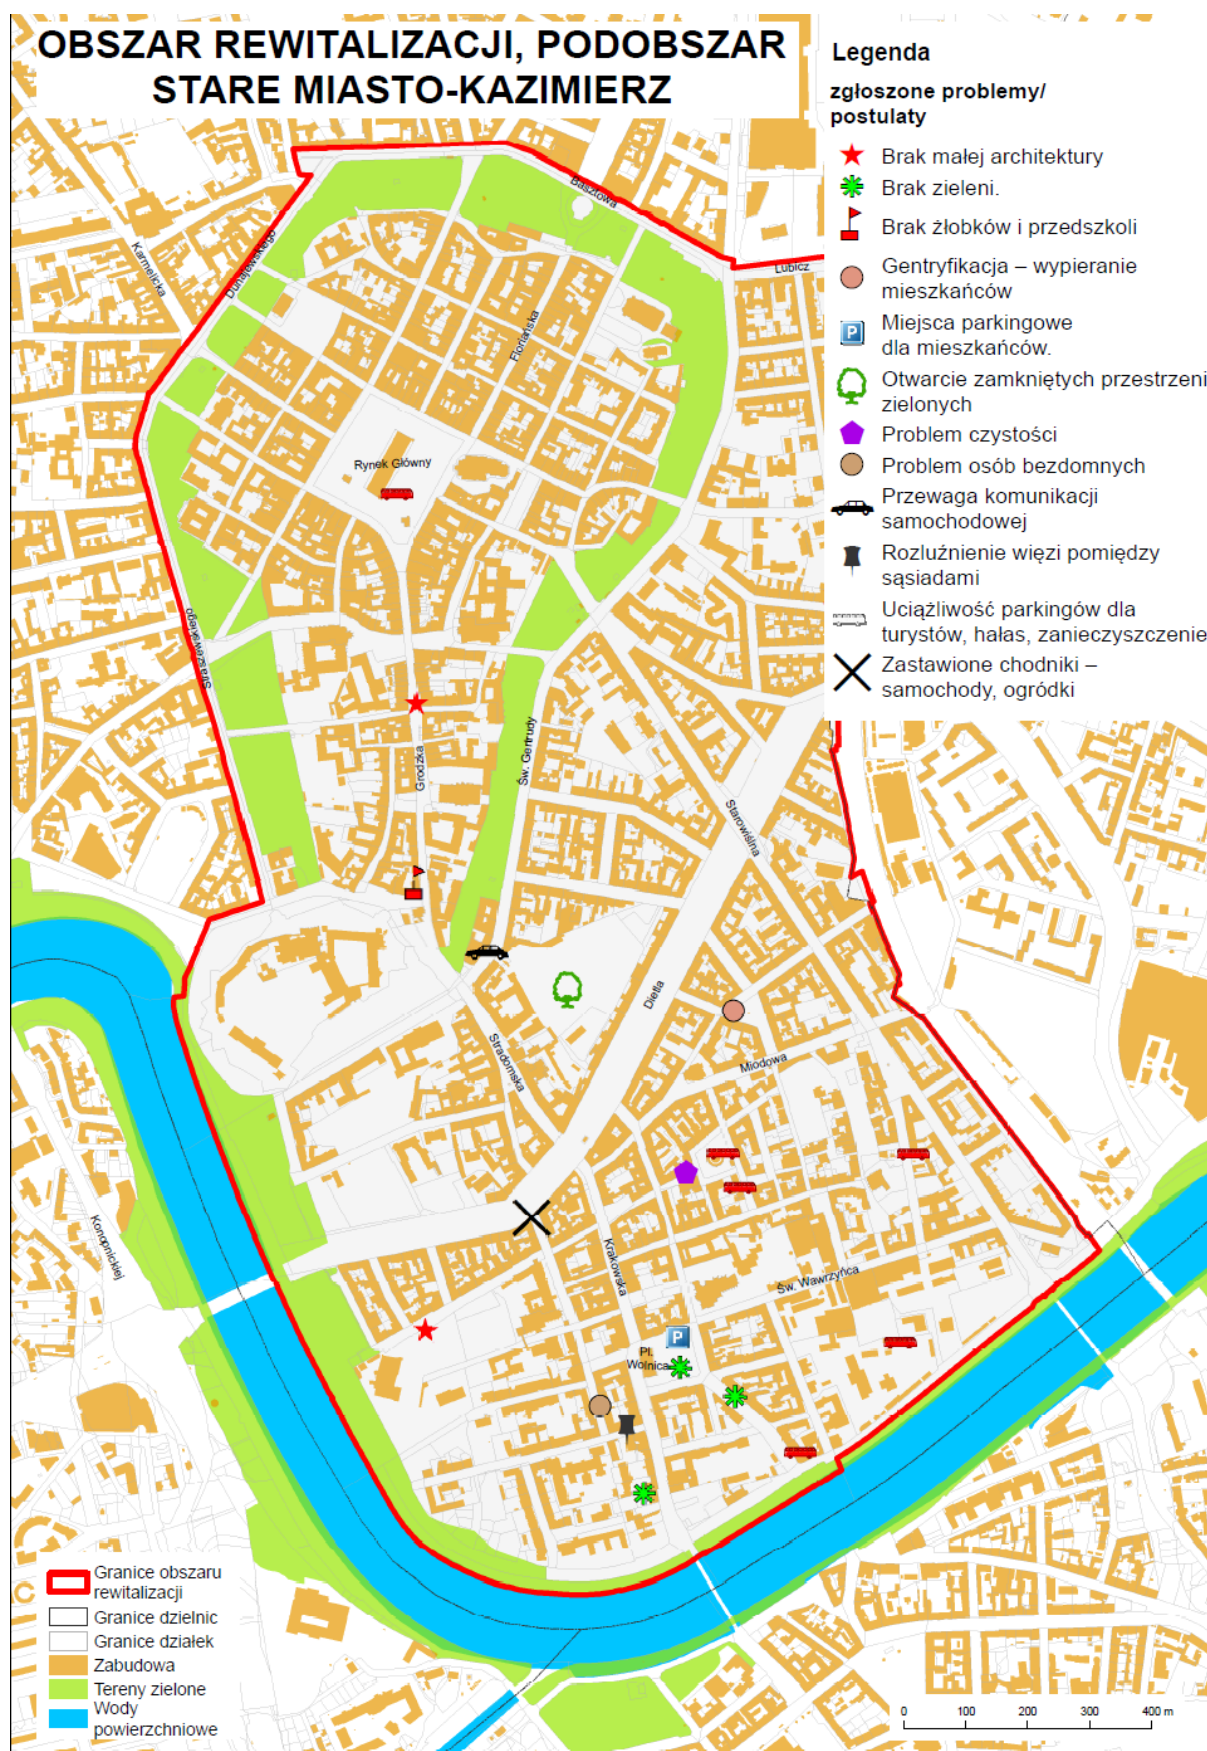 OBSZAR REWITALIZACJI, PODOBSZAR
STARE MIASTO-KAZIMIERZ
Legenda
zgłoszone problemy/
postulaty
Brak małej architektury
Brak zieleni.
Brak żłobków i przedszkoli
Gentryfikacja – wypieranie
mieszkańców
P
Miejsca parkingowe
dla mieszkańców.
Otwarcie zamkniętych przestrzeni
zielonych
Problem czystości
Problem osób bezdomnych
Przewaga komunikacji
samochodowej
Rozluźnienie więzi pomiędzy
sąsiadami
Uciążliwość parkingów dla
turystów, hałas, zanieczyszczenie
Zastawione chodniki –
samochody, ogródki
Basztowa
Lubicz
Karmelicka
Dunajewskiego
Floriańska
Rynek Główny
Straszewskiego
Grodzka
Św. Gertrudy
Starowiślna
Dietla
Stradomska
Miodowa
Konopnickiej
Krakowska
Św. Wawrzyńca
P
Pl.
Wolnica
Granice obszaru
rewitalizacji
Granice dzielnic
Granice działek
Zabudowa
Tereny zielone
Wody
powierzchniowe
0 100 200 300 400 m